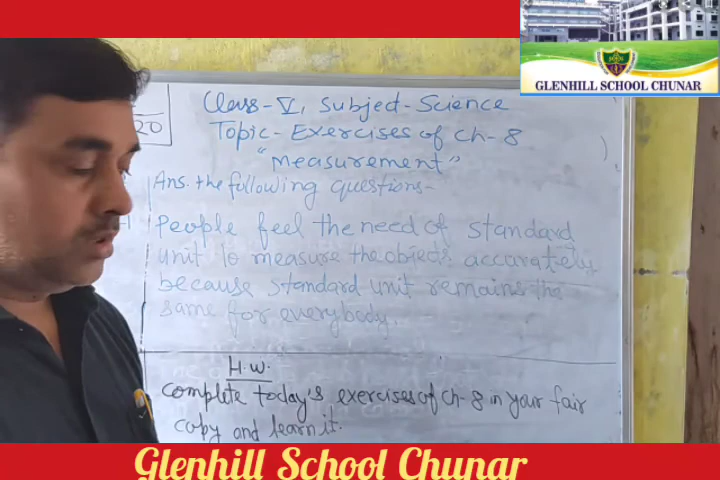 GLENHILL SCHOOL CHUNAR
20
Class-V, Subject-Science
Topic-Exercises of Ch-8
"Measurement"
Ans. the following questions-
People feel the need of standard
unit to measure the objects accurately
because standard unit remains the
same for everybody.
H.W.
Complete today's exercises of ch-8 in your fair
copy and learn it.
Glenhill School Chunar